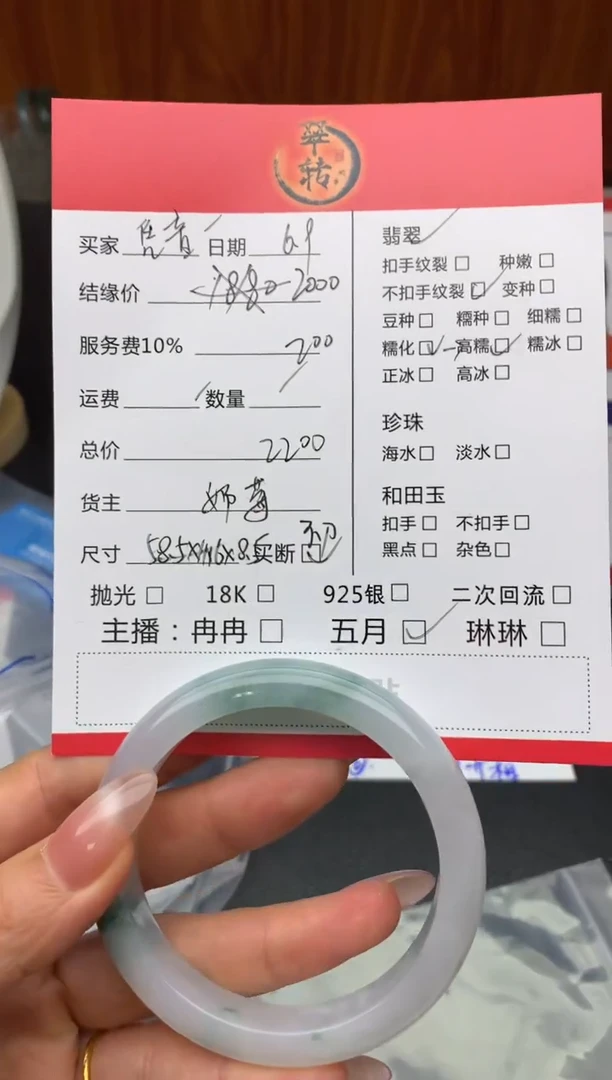 翠转
买家 日期 6.9
结缘价 2000
服务费10% 200
运费 数量
总价 2200
货主
尺寸 58.5×14.6×8.5 买断
翡翠
扣手纹裂 种嫩
不扣手纹裂 变种
豆种 糯种 细糯
糯化 高糯 糯冰
正冰 高冰
珍珠
海水 淡水
和田玉
扣手 不扣手
黑点 杂色
抛光 18K 925银 二次回流
主播：冉冉 五月 琳琳